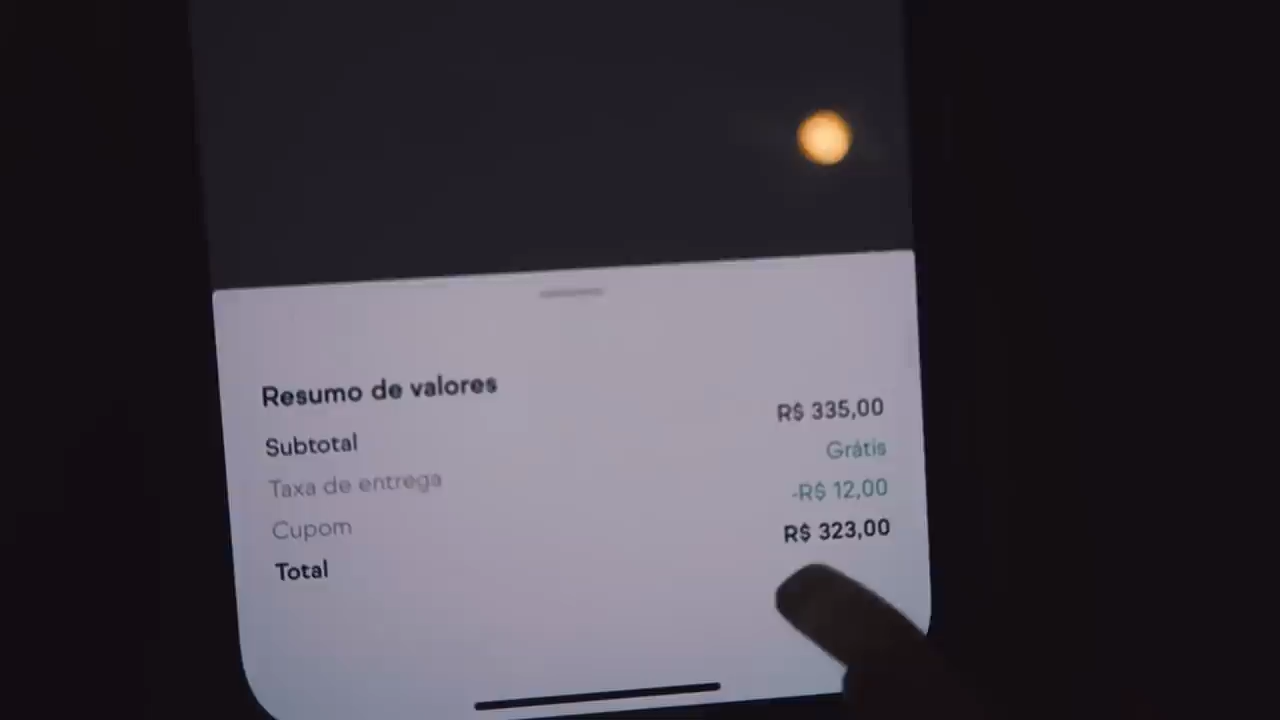 Resumo de valores
Subtotal R$ 335,00
Taxa de entrega Grátis
Cupom -R$ 12,00
Total R$ 323,00